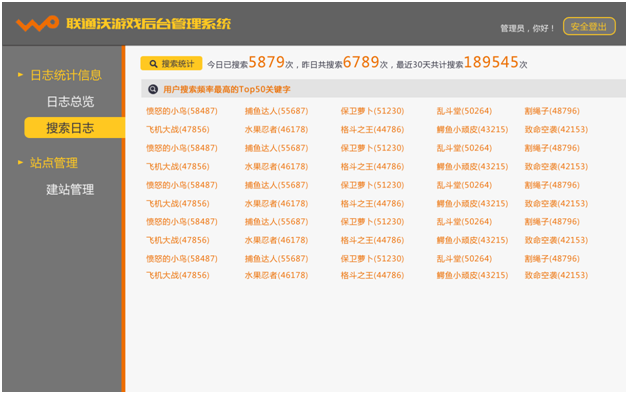 联通沃游戏后台管理系统
管理员，你好！ 安全登出
日志统计信息
日志总览
搜索日志
站点管理
建站管理
搜索统计 今日已搜索5879次，昨日共搜索6789次，最近30天共计搜索189545次
用户搜索频率最高的Top50关键字
愤怒的小鸟(58487) 捕鱼达人(55687) 保卫萝卜(51230) 乱斗堂(50264) 割绳子(48796)
飞机大战(47856) 水果忍者(46178) 格斗之王(44786) 鳄鱼小顽皮(43215) 致命空袭(42153)
愤怒的小鸟(58487) 捕鱼达人(55687) 保卫萝卜(51230) 乱斗堂(50264) 割绳子(48796)
飞机大战(47856) 水果忍者(46178) 格斗之王(44786) 鳄鱼小顽皮(43215) 致命空袭(42153)
愤怒的小鸟(58487) 捕鱼达人(55687) 保卫萝卜(51230) 乱斗堂(50264) 割绳子(48796)
飞机大战(47856) 水果忍者(46178) 格斗之王(44786) 鳄鱼小顽皮(43215) 致命空袭(42153)
愤怒的小鸟(58487) 捕鱼达人(55687) 保卫萝卜(51230) 乱斗堂(50264) 割绳子(48796)
飞机大战(47856) 水果忍者(46178) 格斗之王(44786) 鳄鱼小顽皮(43215) 致命空袭(42153)
愤怒的小鸟(58487) 捕鱼达人(55687) 保卫萝卜(51230) 乱斗堂(50264) 割绳子(48796)
飞机大战(47856) 水果忍者(46178) 格斗之王(44786) 鳄鱼小顽皮(43215) 致命空袭(42153)